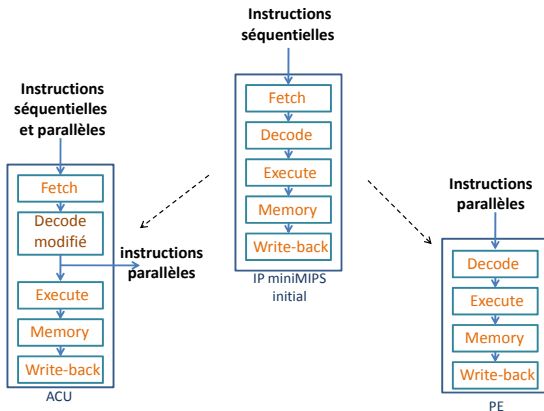 Instructions
séquentielles
Fetch
Decode
Execute
Memory
Write-back
IP miniMIPS
initial
Instructions
séquentielles
et parallèles
Fetch
Decode
modifié
instructions
parallèles
Execute
Memory
Write-back
ACU
Instructions
parallèles
Decode
Execute
Memory
Write-back
PE